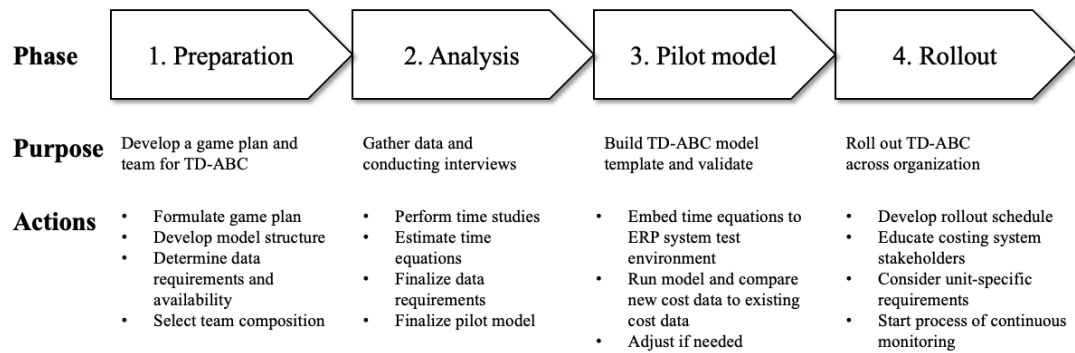 Phase
1. Preparation
2. Analysis
3. Pilot model
4. Rollout
Purpose
Develop a game plan and
team for TD-ABC
Gather data and
conducting interviews
Build TD-ABC model
template and validate
Roll out TD-ABC
across organization
Actions
• Formulate game plan
• Develop model structure
• Determine data
requirements and
availability
• Select team composition
• Perform time studies
• Estimate time
equations
• Finalize data
requirements
• Finalize pilot model
• Embed time equations to
ERP system test
environment
• Run model and compare
new cost data to existing
cost data
• Adjust if needed
• Develop rollout schedule
• Educate costing system
stakeholders
• Consider unit-specific
requirements
• Start process of continuous
monitoring